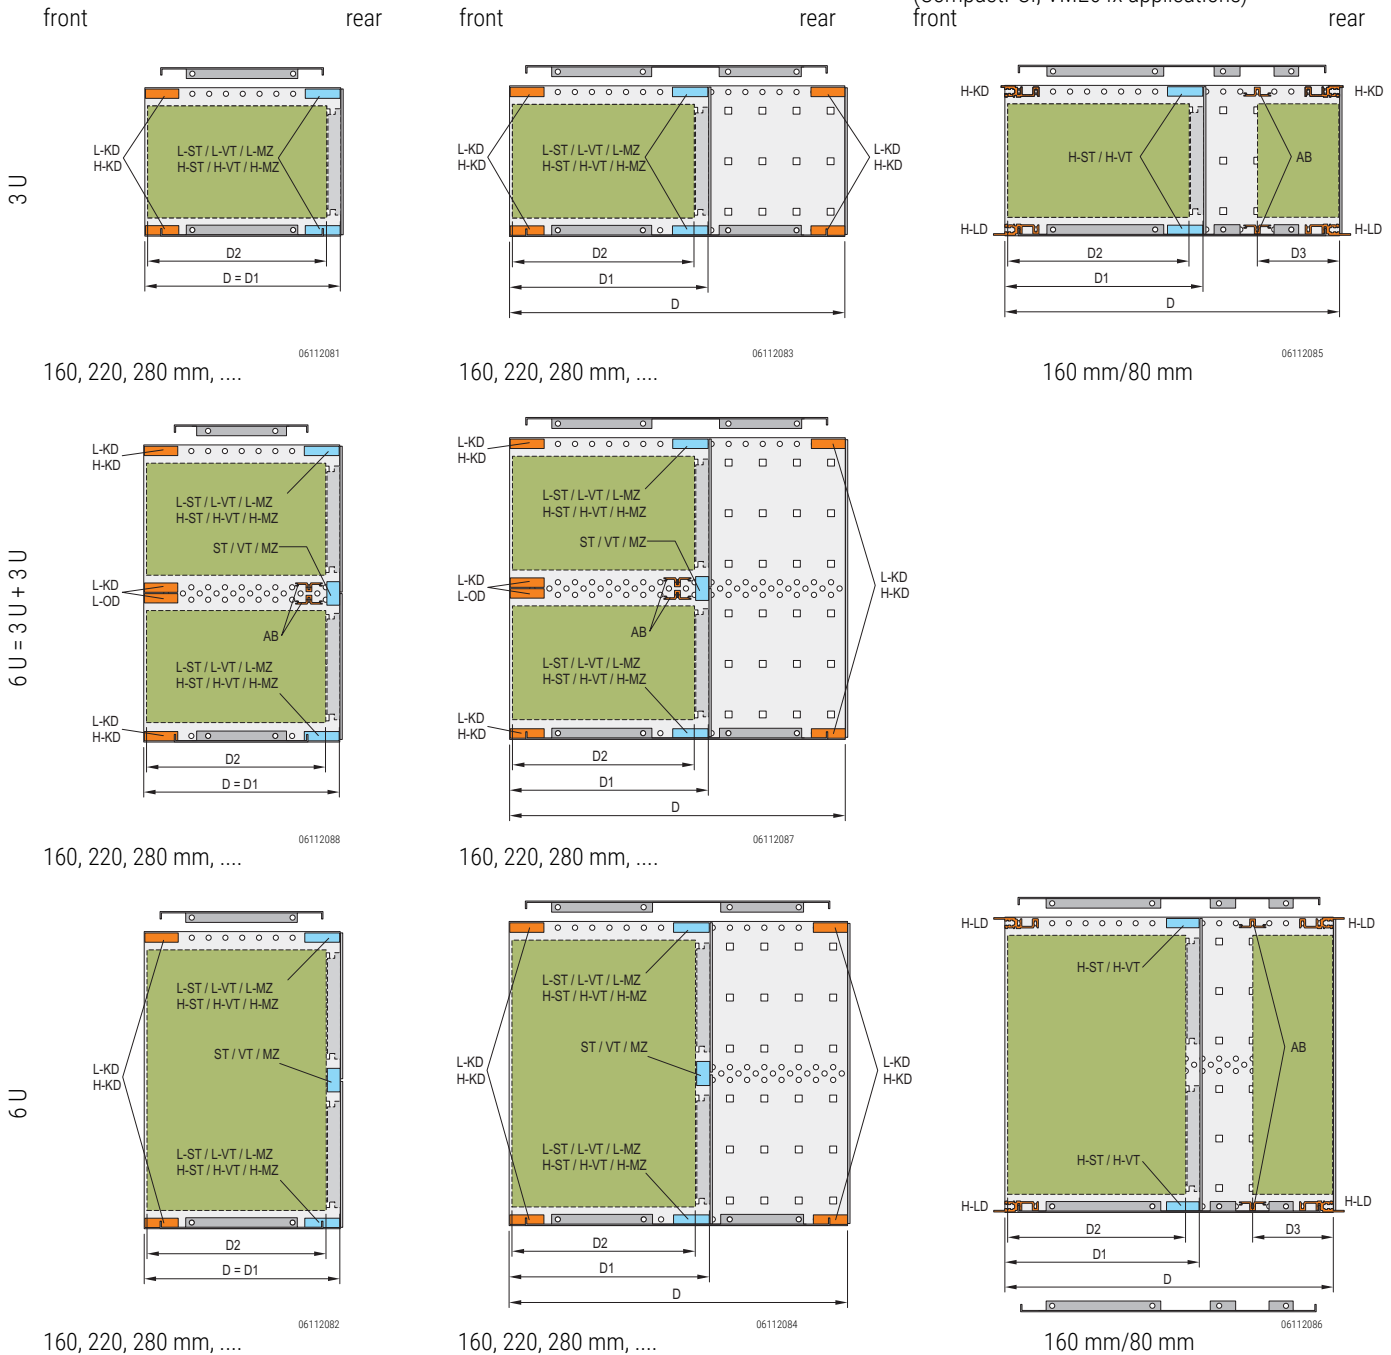 (CompactPCI, VME64x applications)
front
rear
front
rear
front
rear
3 U
L-KD
H-KD
L-ST / L-VT / L-MZ
H-ST / H-VT / H-MZ
D2
D = D1
06112081
160, 220, 280 mm, ....
L-KD
H-KD
L-ST / L-VT / L-MZ
H-ST / H-VT / H-MZ
L-KD
H-KD
D2
D1
D
06112083
160, 220, 280 mm, ....
H-KD
H-KD
H-ST / H-VT
AB
H-LD
H-LD
D2
D3
D1
D
06112085
160 mm/80 mm
6 U = 3 U + 3 U
L-KD
H-KD
L-ST / L-VT / L-MZ
H-ST / H-VT / H-MZ
ST / VT / MZ
L-KD
L-OD
AB
L-ST / L-VT / L-MZ
H-ST / H-VT / H-MZ
L-KD
H-KD
D2
D = D1
06112088
160, 220, 280 mm, ....
L-KD
H-KD
L-ST / L-VT / L-MZ
H-ST / H-VT / H-MZ
ST / VT / MZ
L-KD
L-OD
L-KD
H-KD
AB
L-ST / L-VT / L-MZ
H-ST / H-VT / H-MZ
L-KD
H-KD
D2
D1
D
06112087
160, 220, 280 mm, ....
6 U
L-ST / L-VT / L-MZ
H-ST / H-VT / H-MZ
ST / VT / MZ
L-KD
H-KD
L-ST / L-VT / L-MZ
H-ST / H-VT / H-MZ
D2
D = D1
06112082
160, 220, 280 mm, ....
L-ST / L-VT / L-MZ
H-ST / H-VT / H-MZ
ST / VT / MZ
L-KD
H-KD
L-KD
H-KD
L-ST / L-VT / L-MZ
H-ST / H-VT / H-MZ
D2
D1
D
06112084
160, 220, 280 mm, ....
H-LD
H-LD
H-ST / H-VT
AB
H-ST / H-VT
H-LD
H-LD
D2
D3
D1
D
06112086
160 mm/80 mm